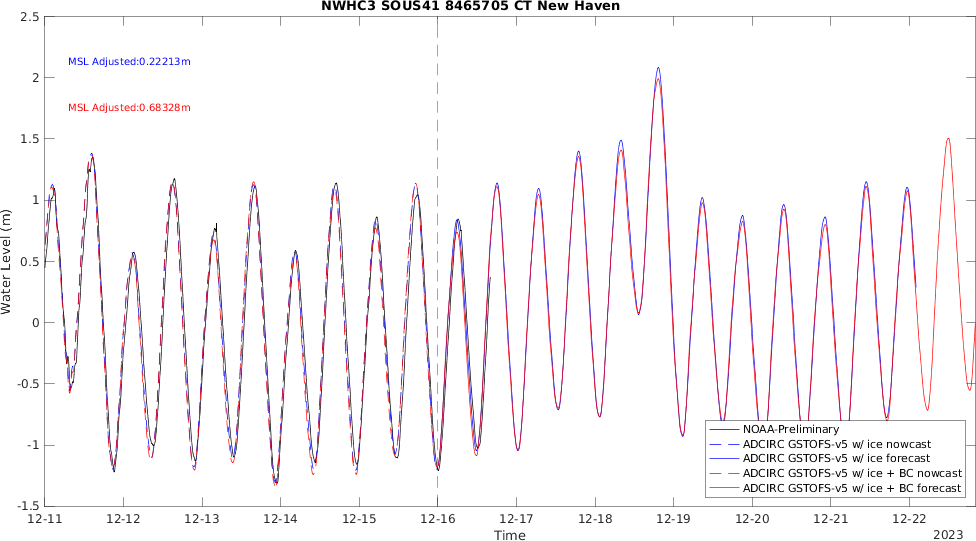 NWHC3 SOUS41 8465705 CT New Haven
2.5
2
1.5
1
0.5
0
-0.5
-1
-1.5
Water Level (m)
MSL Adjusted:0.22213m
MSL Adjusted:0.68328m
NOAA-Preliminary
ADCIRC GSTOFS-v5 w/ ice nowcast
ADCIRC GSTOFS-v5 w/ ice forecast
ADCIRC GSTOFS-v5 w/ ice + BC nowcast
ADCIRC GSTOFS-v5 w/ ice + BC forecast
12-11 12-12 12-13 12-14 12-15 12-16 12-17 12-18 12-19 12-20 12-21 12-22
Time
2023